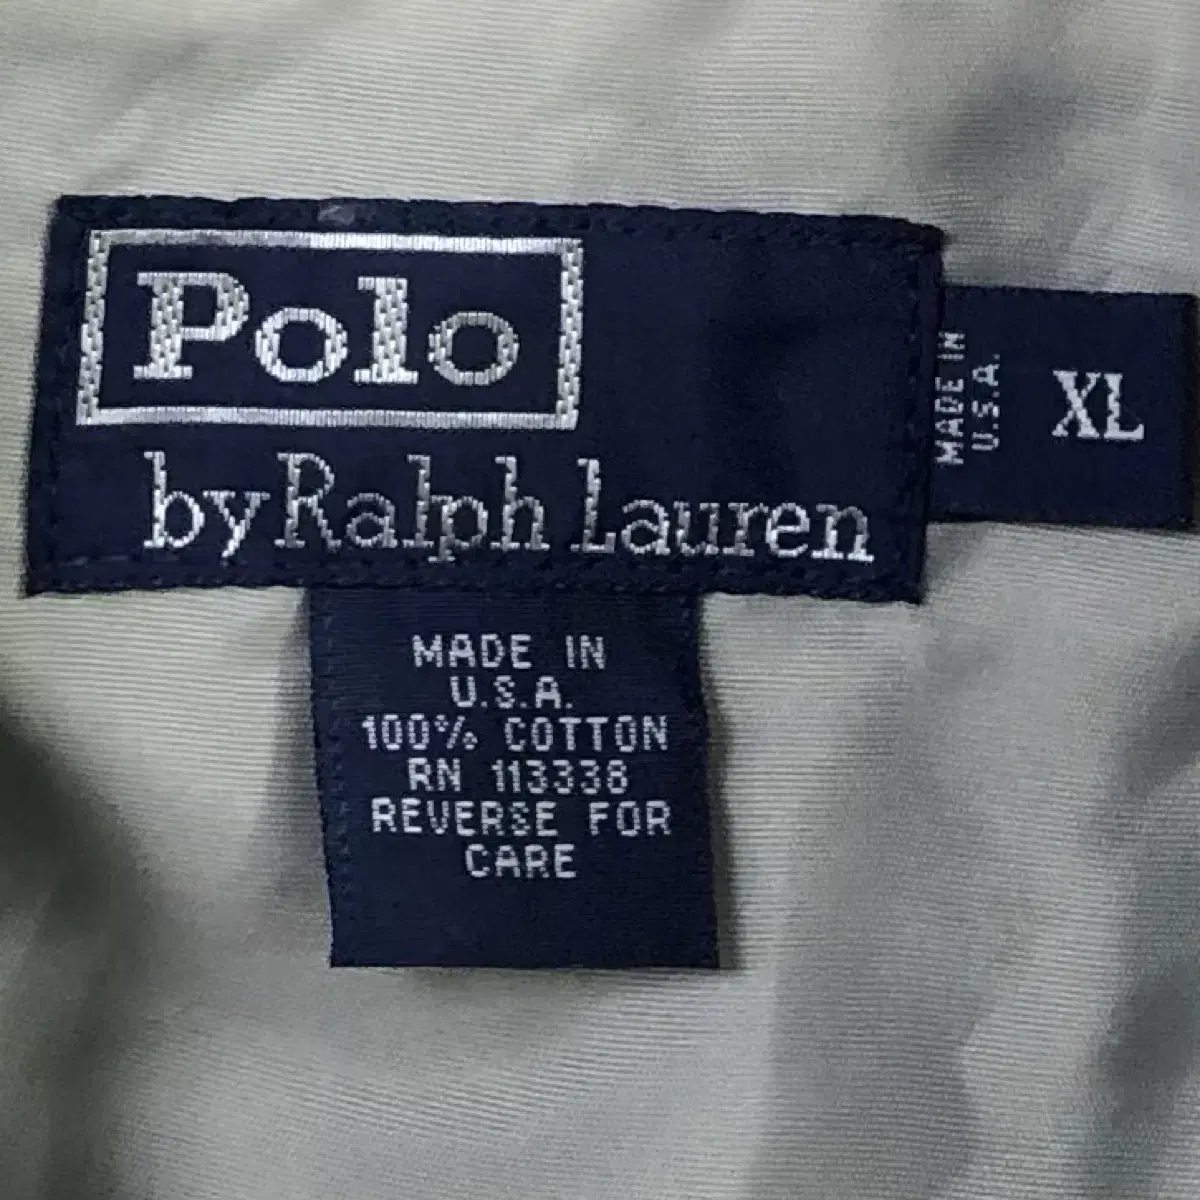 Polo
by Ralph Lauren
MADE IN
U.S.A.
XL
MADE IN
U.S.A.
100% COTTON
RN 113338
REVERSE FOR
CARE